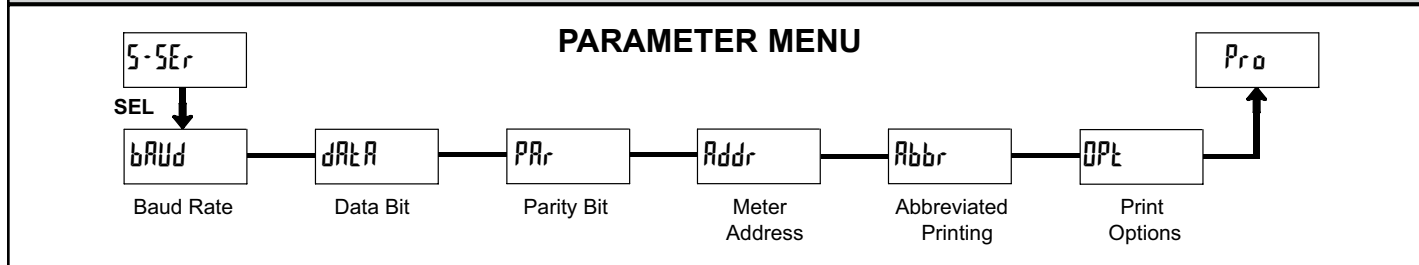 PARAMETER MENU
5-SEr
Pro
SEL
bAUd
dAtA
PAr
Addr
Abbr
OPt
Baud Rate
Data Bit
Parity Bit
Meter
Address
Abbreviated
Printing
Print
Options